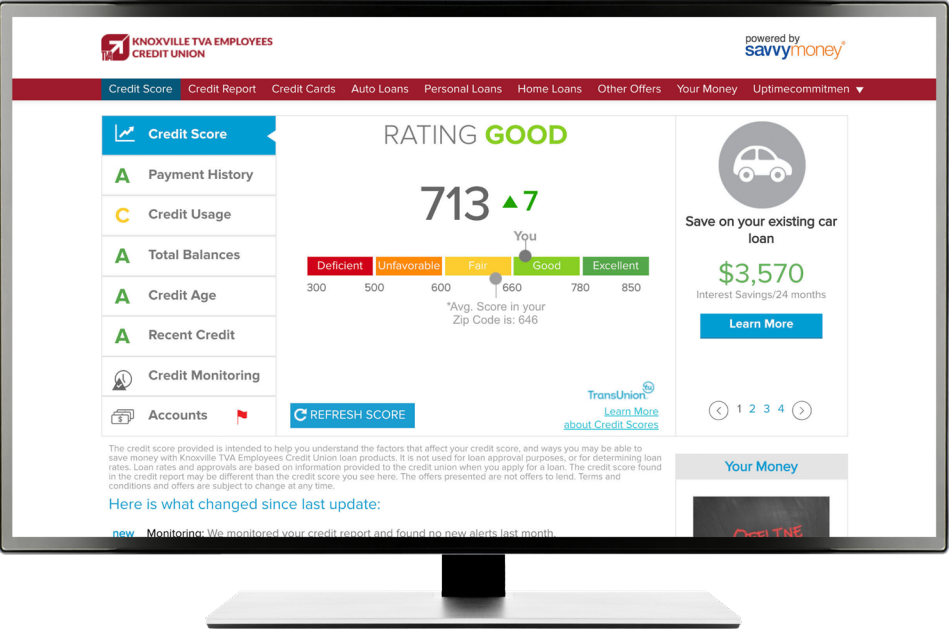 KNOXVILLE TVA EMPLOYEES
CREDIT UNION
TVA
powered by
savvymoney®
Credit Score Credit Report Credit Cards Auto Loans Personal Loans Home Loans Other Offers Your Money Uptimecommitmen ▼
Credit Score
A Payment History
C Credit Usage
A Total Balances
A Credit Age
A Recent Credit
Credit Monitoring
$ Accounts
RATING GOOD
713 ▲7
You
Deficient Unfavorable Fair Good Excellent
300 500 600 660 780 850
*Avg. Score in your
Zip Code is: 646
REFRESH SCORE
TransUnion tu
Learn More
about Credit Scores
Save on your existing car
loan
$3,570
Interest Savings/24 months
Learn More
1 2 3 4
The credit score provided is intended to help you understand the factors that affect your credit score, and ways you may be able to
save money with Knoxville TVA Employees Credit Union loan products. It is not used for loan approval purposes, or for determining loan
rates. Loan rates and approvals are based on information provided to the credit union when you apply for a loan. The credit score found
in the credit report may be different than the credit score you see here. The offers presented are not offers to lend. Terms and
conditions and offers are subject to change at any time.
Here is what changed since last update:
new Monitoring: We monitored your credit report and found no new alerts last month.
Your Money
OFFLINE